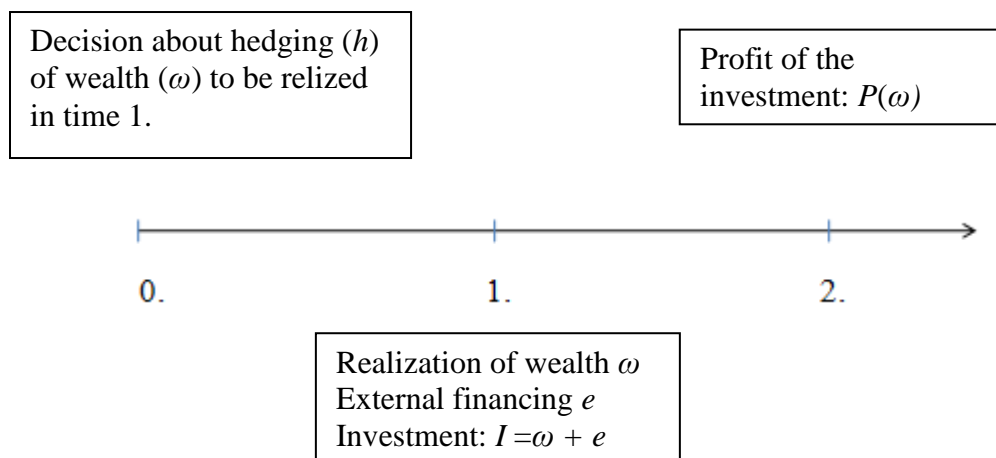 Decision about hedging (h)
of wealth (ω) to be relized
in time 1.
Profit of the
investment: P(ω)
0.
1.
2.
Realization of wealth ω
External financing e
Investment: I =ω + e